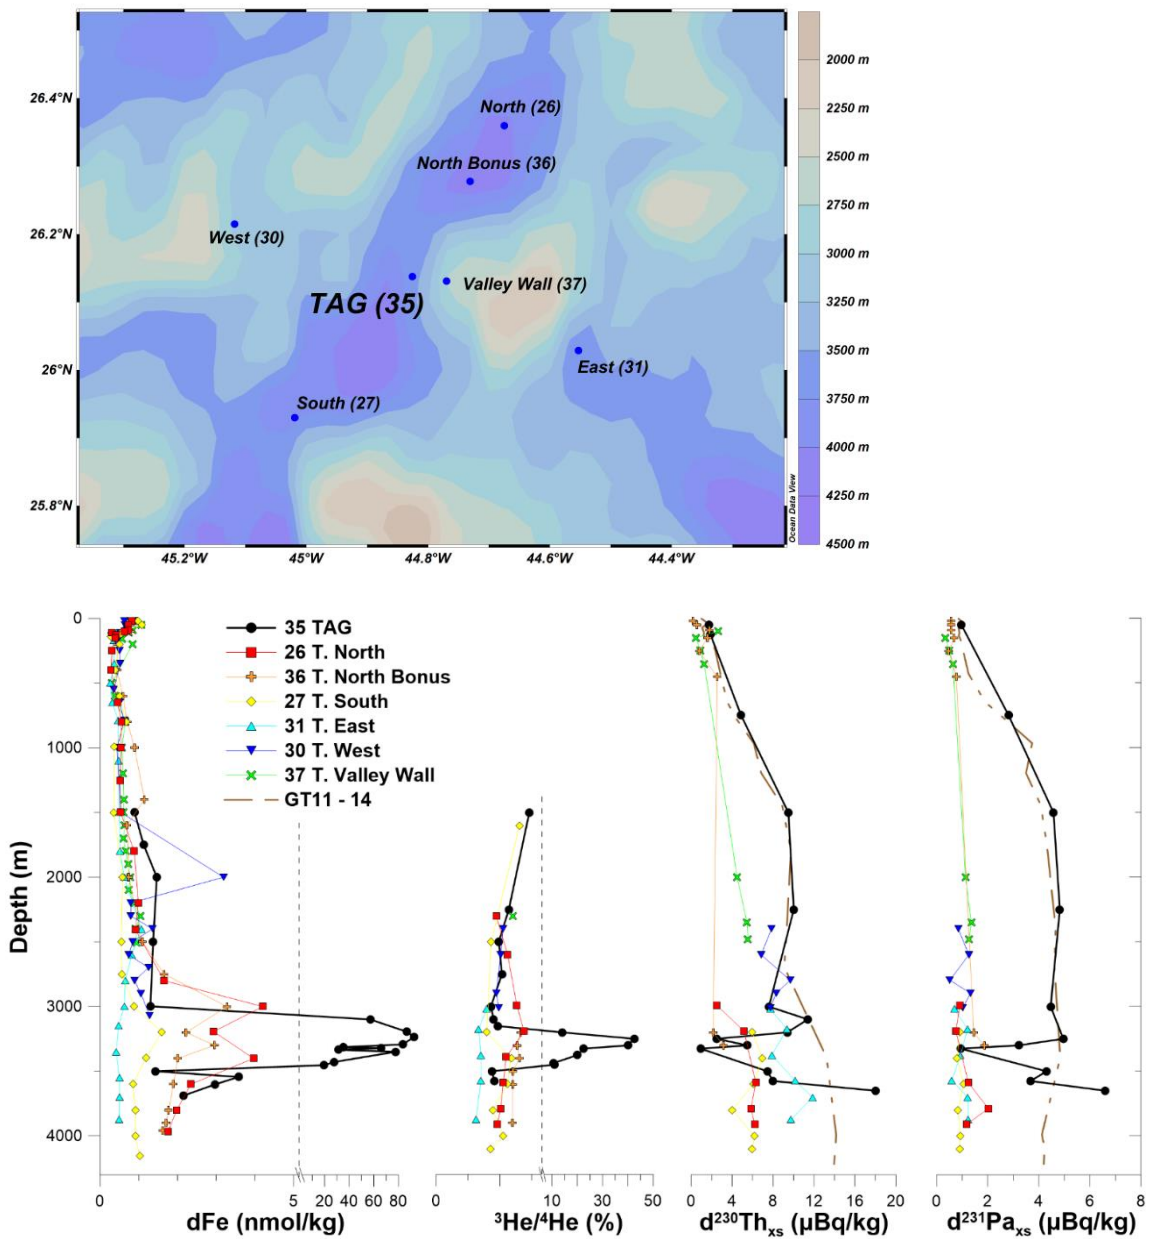 26.4°N
26.2°N
26°N
25.8°N
North (26)
North Bonus (36)
West (30)
Valley Wall (37)
TAG (35)
East (31)
South (27)
45.2°W
45°W
44.8°W
44.6°W
44.4°W
2000 m
2250 m
2500 m
2750 m
3000 m
3250 m
3500 m
3750 m
4000 m
4250 m
4500 m
Ocean Data View
0
1000
2000
3000
4000
Depth (m)
35 TAG
26 T. North
36 T. North Bonus
27 T. South
31 T. East
30 T. West
37 T. Valley Wall
GT11 - 14
0 5 20 40 60 80
dFe (nmol/kg)
0 10 30 50
³He/⁴He (%)
0 4 8 12 16 20
d²³⁰Thxs (µBq/kg)
0 2 4 6 8
d²³¹Paxs (µBq/kg)